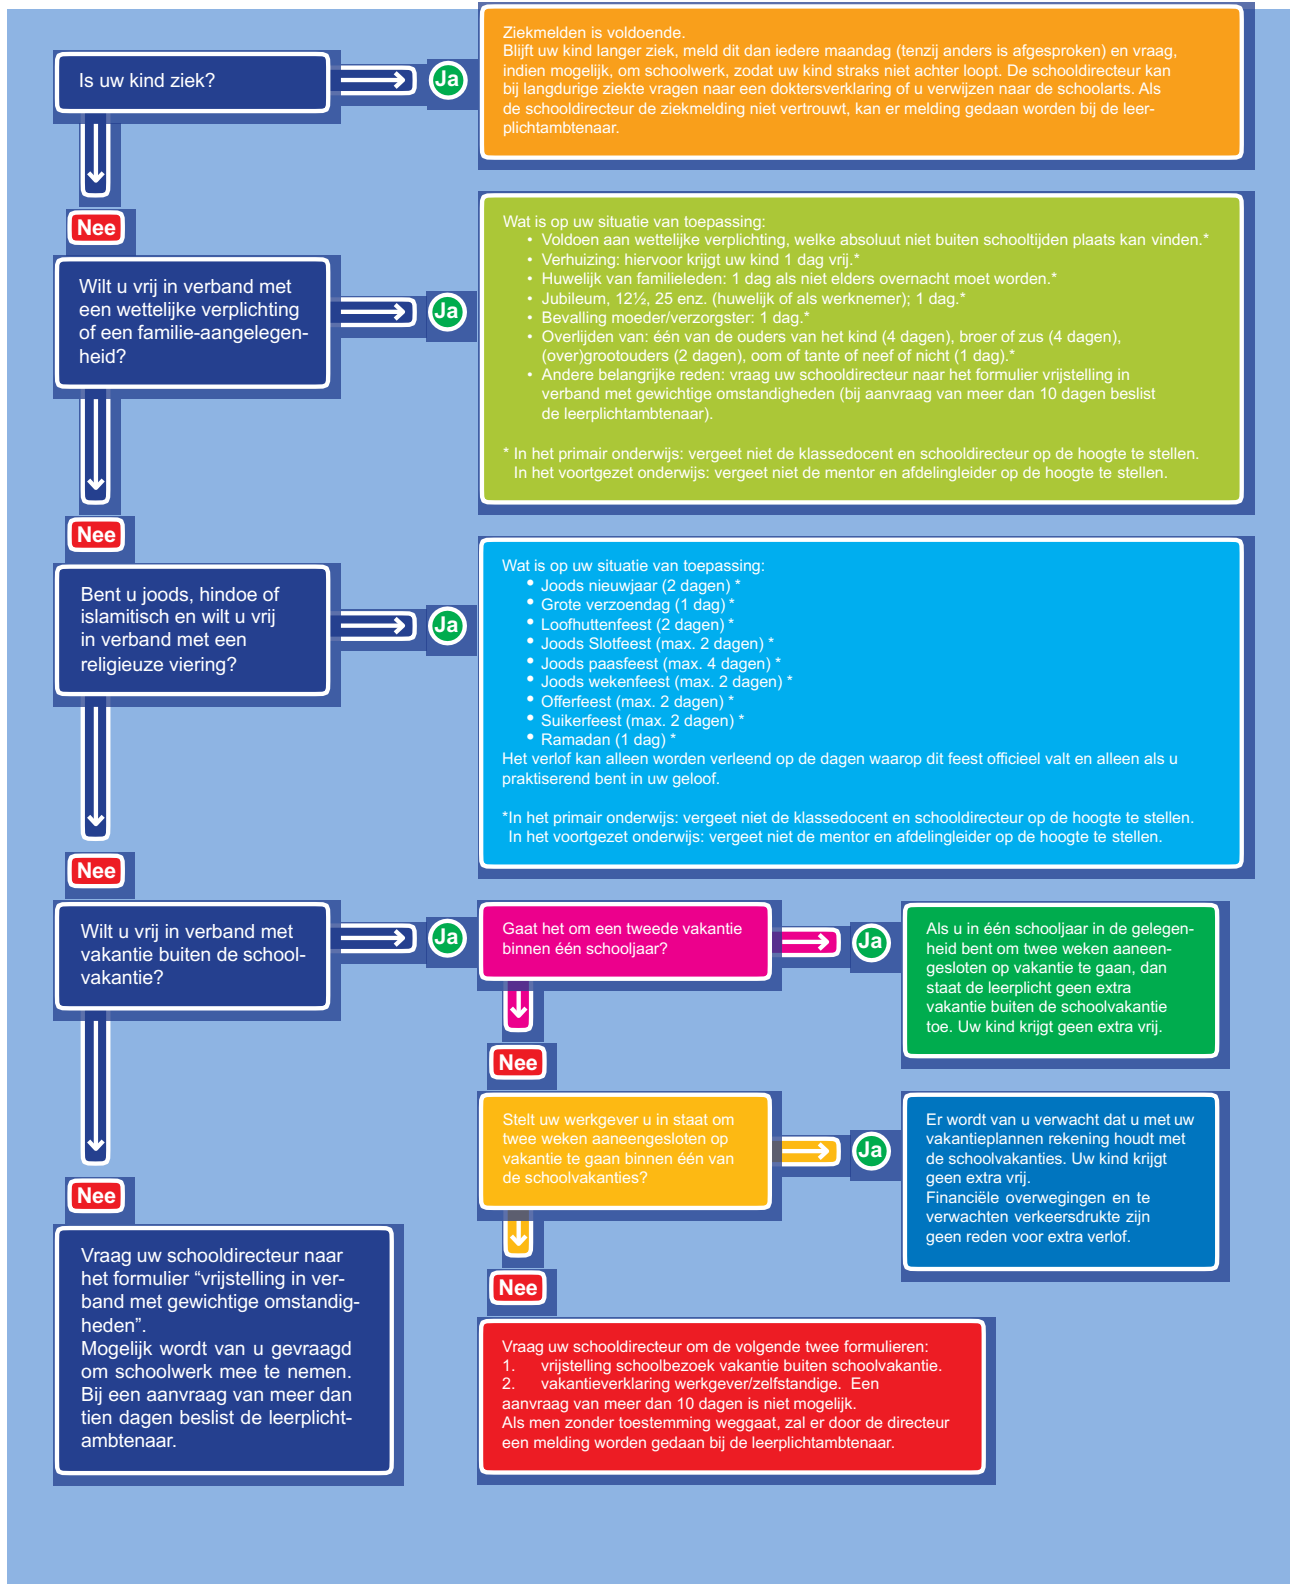 Is uw kind ziek?
Ja
Ziekmelden is voldoende.
Blijft uw kind langer ziek, meld dit dan iedere maandag (tenzij anders is afgesproken) en vraag,
indien mogelijk, om schoolwerk, zodat uw kind straks niet achter loopt. De schooldirecteur kan
bij langdurige ziekte vragen naar een doktersverklaring of u verwijzen naar de schoolarts. Als
de schooldirecteur de ziekmelding niet vertrouwt, kan er melding gedaan worden bij de leer-
plichtambtenaar.
Nee
Wilt u vrij in verband met
een wettelijke verplichting
of een familie-aangelegen-
heid?
Ja
Wat is op uw situatie van toepassing:
• Voldoen aan wettelijke verplichting, welke absoluut niet buiten schooltijden plaats kan vinden.*
• Verhuizing: hiervoor krijgt uw kind 1 dag vrij.*
• Huwelijk van familieleden: 1 dag als niet elders overnacht moet worden.*
• Jubileum, 12½, 25 enz. (huwelijk of als werknemer); 1 dag.*
• Bevalling moeder/verzorgster: 1 dag.*
• Overlijden van: één van de ouders van het kind (4 dagen), broer of zus (4 dagen),
(over)grootouders (2 dagen), oom of tante of neef of nicht (1 dag).*
• Andere belangrijke reden: vraag uw schooldirecteur naar het formulier vrijstelling in
verband met gewichtige omstandigheden (bij aanvraag van meer dan 10 dagen beslist
de leerplichtambtenaar).
* In het primair onderwijs: vergeet niet de klassedocent en schooldirecteur op de hoogte te stellen.
In het voortgezet onderwijs: vergeet niet de mentor en afdelingleider op de hoogte te stellen.
Nee
Bent u joods, hindoe of
islamitisch en wilt u vrij
in verband met een
religieuze viering?
Ja
Wat is op uw situatie van toepassing:
• Joods nieuwjaar (2 dagen) *
• Grote verzoendag (1 dag) *
• Loofhuttenfeest (2 dagen) *
• Joods Slotfeest (max. 2 dagen) *
• Joods paasfeest (max. 4 dagen) *
• Joods wekenfeest (max. 2 dagen) *
• Offerfeest (max. 2 dagen) *
• Suikerfeest (max. 2 dagen) *
• Ramadan (1 dag) *
Het verlof kan alleen worden verleend op de dagen waarop dit feest officieel valt en alleen als u
praktiserend bent in uw geloof.
*In het primair onderwijs: vergeet niet de klassedocent en schooldirecteur op de hoogte te stellen.
In het voortgezet onderwijs: vergeet niet de mentor en afdelingleider op de hoogte te stellen.
Nee
Wilt u vrij in verband met
vakantie buiten de school-
vakantie?
Ja
Gaat het om een tweede vakantie
binnen één schooljaar?
Ja
Als u in één schooljaar in de gelegen-
heid bent om twee weken aaneen-
gesloten op vakantie te gaan, dan
staat de leerplicht geen extra
vakantie buiten de schoolvakantie
toe. Uw kind krijgt geen extra vrij.
Nee
Stelt uw werkgever u in staat om
twee weken aaneengesloten op
vakantie te gaan binnen één van
de schoolvakanties?
Ja
Er wordt van u verwacht dat u met uw
vakantieplannen rekening houdt met
de schoolvakanties. Uw kind krijgt
geen extra vrij.
Financiële overwegingen en te
verwachten verkeersdrukte zijn
geen reden voor extra verlof.
Nee
Vraag uw schooldirecteur naar
het formulier “vrijstelling in ver-
band met gewichtige omstandig-
heden”.
Mogelijk wordt van u gevraagd
om schoolwerk mee te nemen.
Bij een aanvraag van meer dan
tien dagen beslist de leerplicht-
ambtenaar.
Nee
Vraag uw schooldirecteur om de volgende twee formulieren:
1. vrijstelling schoolbezoek vakantie buiten schoolvakantie.
2. vakantieverklaring werkgever/zelfstandige. Een
aanvraag van meer dan 10 dagen is niet mogelijk.
Als men zonder toestemming weggaat, zal er door de directeur
een melding worden gedaan bij de leerplichtambtenaar.